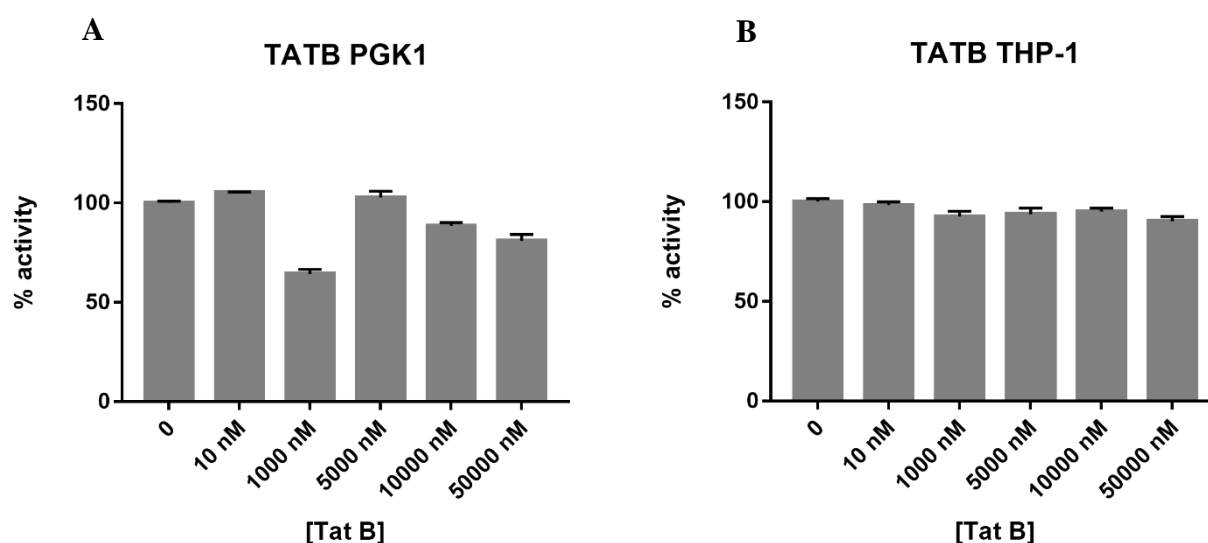 A
TATB PGK1
150
100
50
0
% activity
0
10 nM
1000 nM
5000 nM
10000 nM
50000 nM
[Tat B]
B
TATB THP-1
150
100
50
0
% activity
0
10 nM
1000 nM
5000 nM
10000 nM
50000 nM
[Tat B]